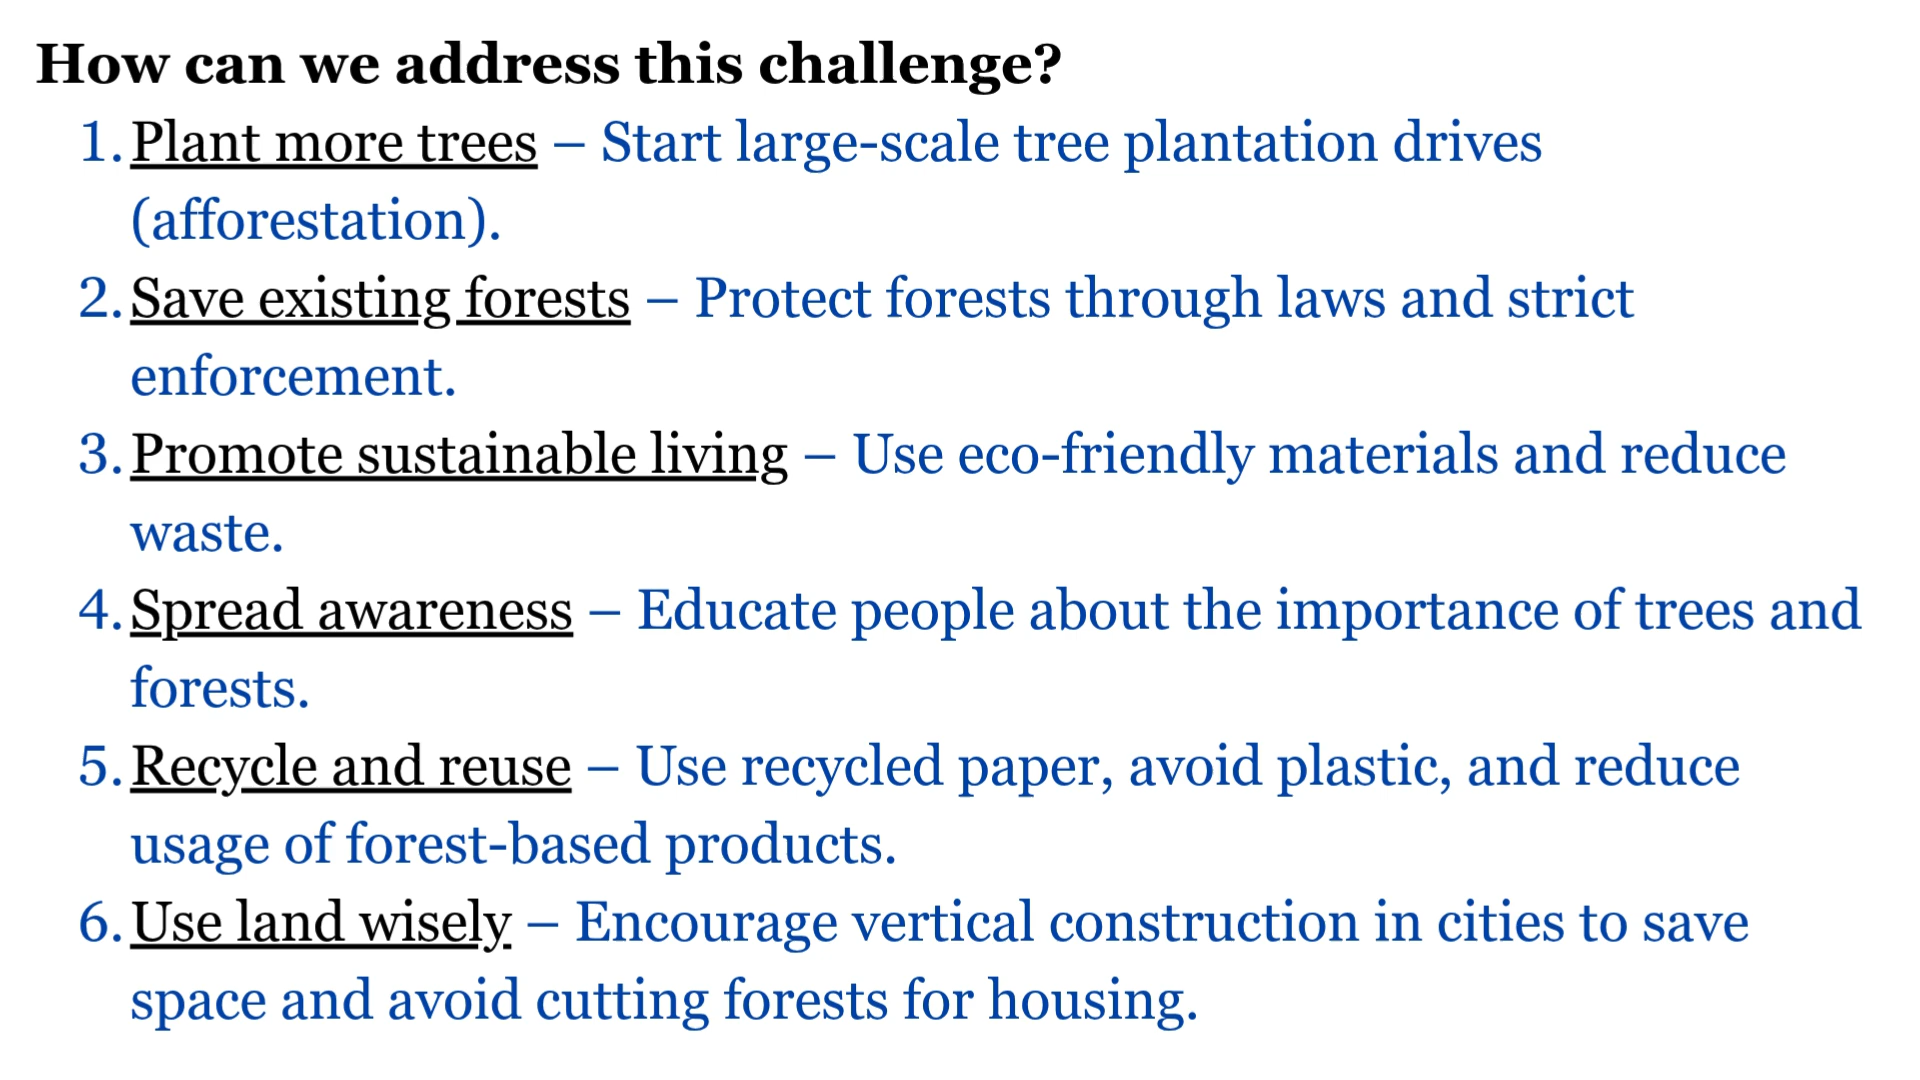 How can we address this challenge?
1. Plant more trees – Start large-scale tree plantation drives
(afforestation).
2. Save existing forests – Protect forests through laws and strict
enforcement.
3. Promote sustainable living – Use eco-friendly materials and reduce
waste.
4. Spread awareness – Educate people about the importance of trees and
forests.
5. Recycle and reuse – Use recycled paper, avoid plastic, and reduce
usage of forest-based products.
6. Use land wisely – Encourage vertical construction in cities to save
space and avoid cutting forests for housing.